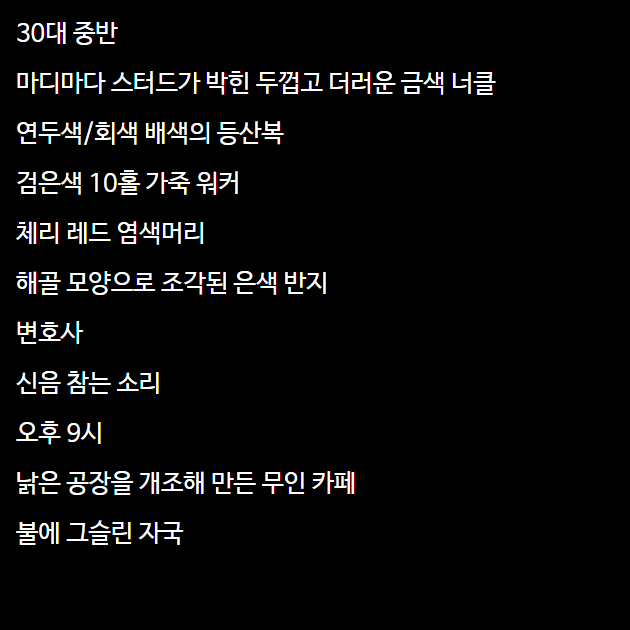 30대 중반
마디마다 스터드가 박힌 두껍고 더러운 금색 너클
연두색/회색 배색의 등산복
검은색 10홀 가죽 워커
체리 레드 염색머리
해골 모양으로 조각된 은색 반지
변호사
신음 참는 소리
오후 9시
낡은 공장을 개조해 만든 무인 카페
불에 그슬린 자국